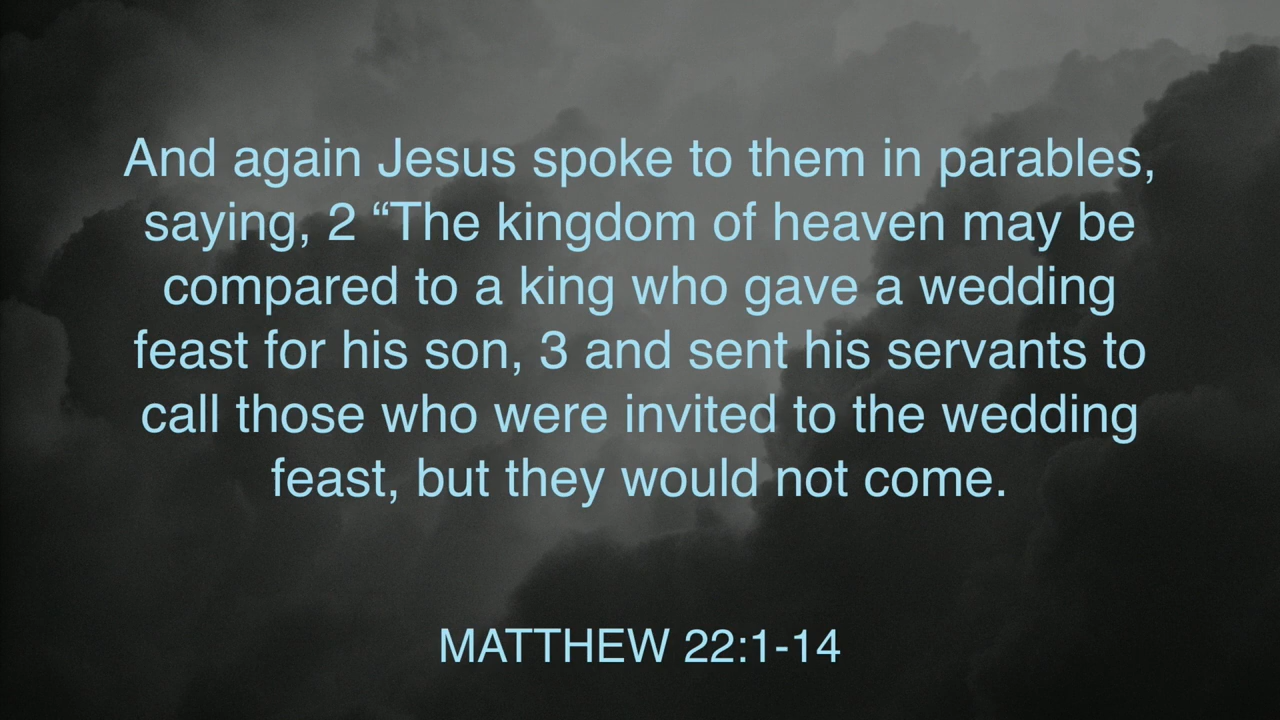 And again Jesus spoke to them in parables,
saying, 2 “The kingdom of heaven may be
compared to a king who gave a wedding
feast for his son, 3 and sent his servants to
call those who were invited to the wedding
feast, but they would not come.
MATTHEW 22:1-14